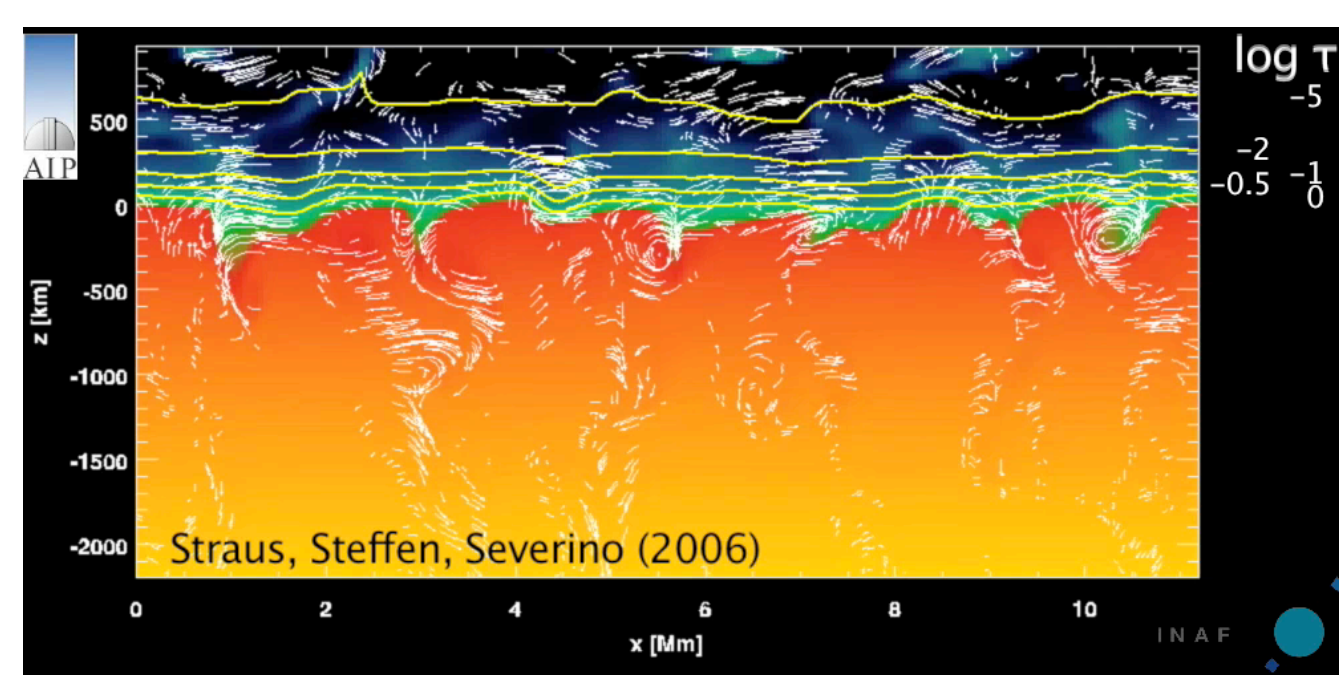 log τ
-5
AIP
500
-2
-1
-0.5
0
0
z [km]
-500
-1000
-1500
-2000
Straus, Steffen, Severino (2006)
0 2 4 6 8 10
x [Mm]
INAF